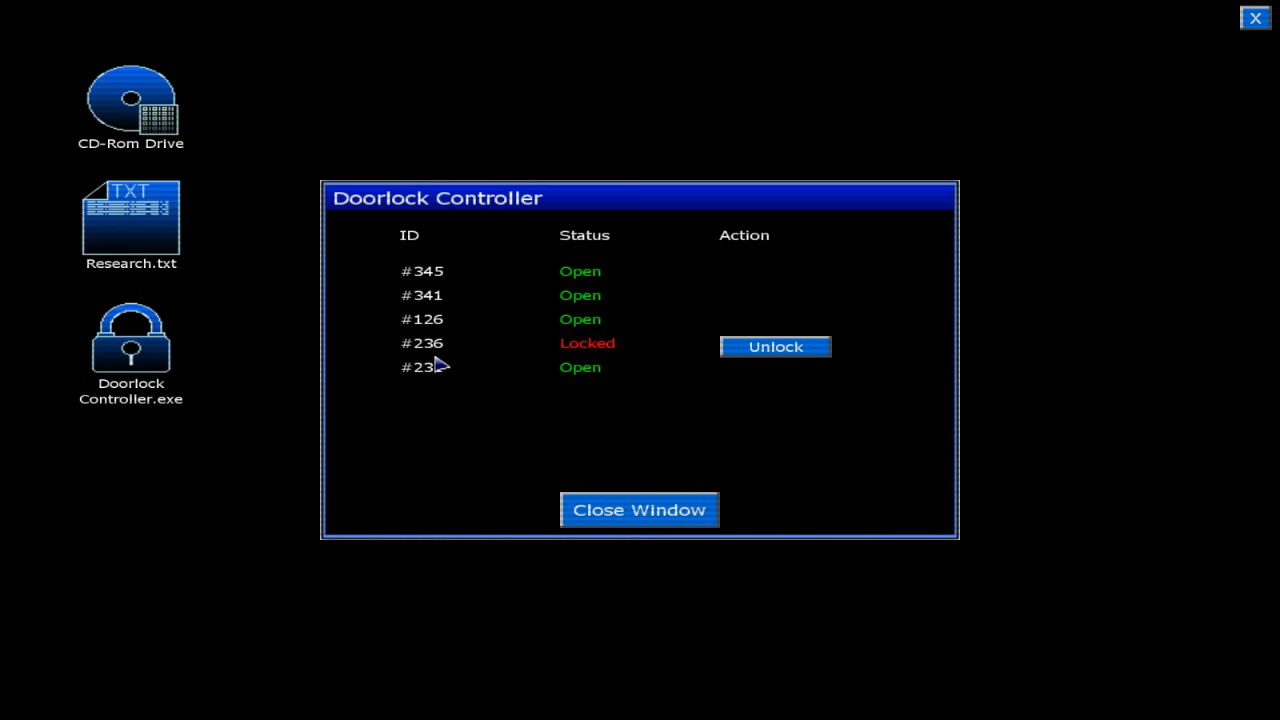 X
CD-Rom Drive
TXT
Research.txt
Doorlock
Controller.exe
Doorlock Controller
ID Status Action
#345 Open
#341 Open
#126 Open
#236 Locked Unlock
Open
Close Window